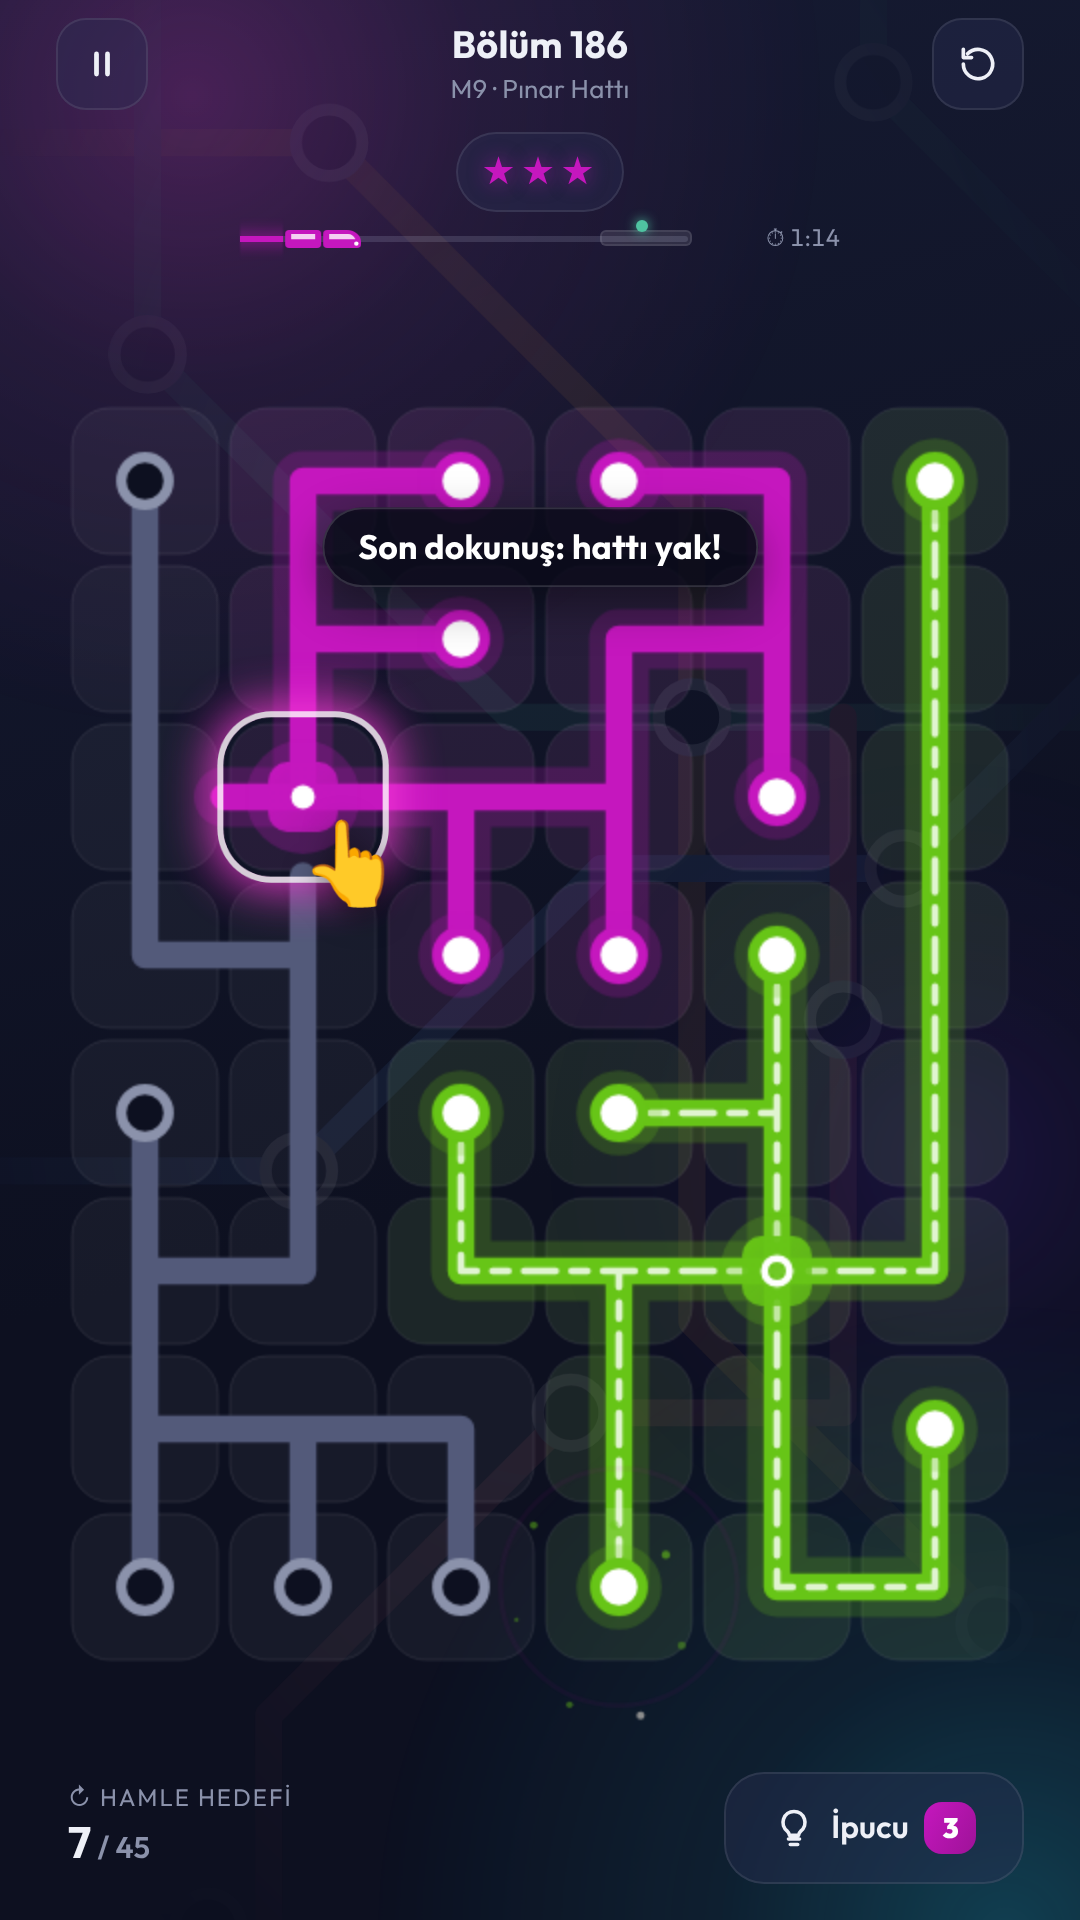 Bölüm 186
M9 · Pınar Hattı
1:14
Son dokunuş: hattı yak!
HAMLE HEDEFİ
7 / 45
İpucu 3